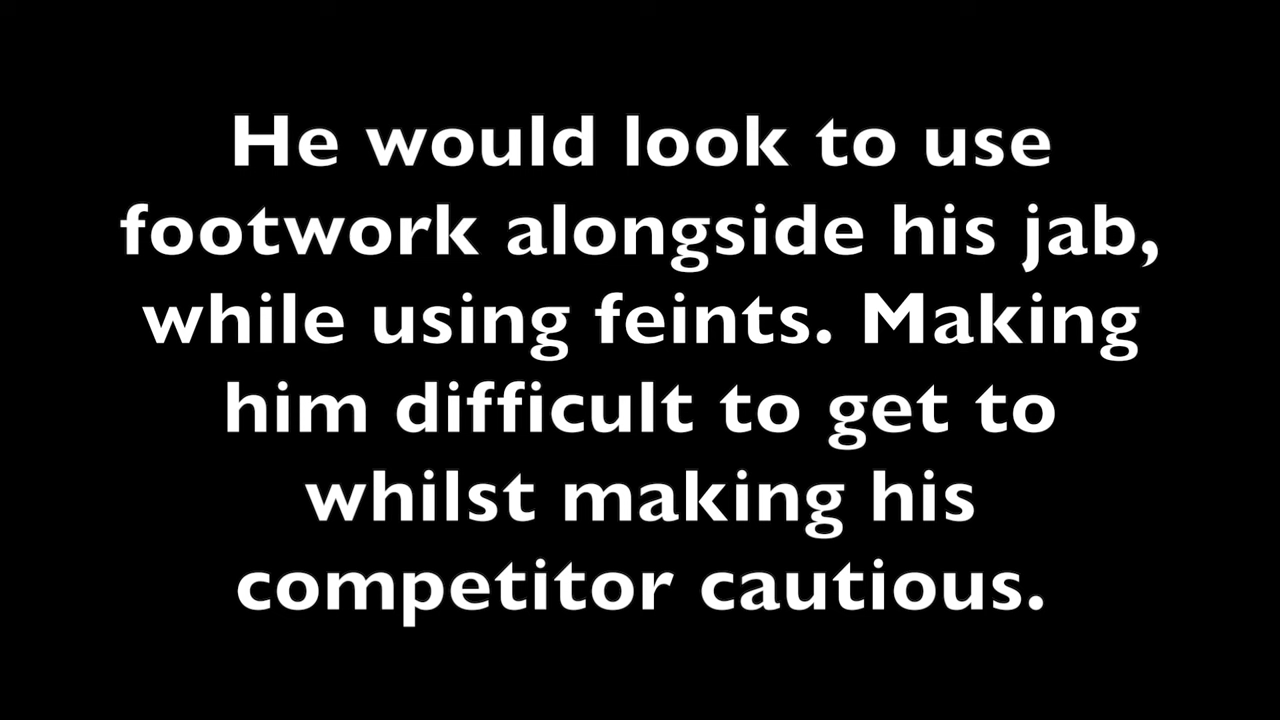 He would look to use
footwork alongside his jab,
while using feints. Making
him difficult to get to
whilst making his
competitor cautious.